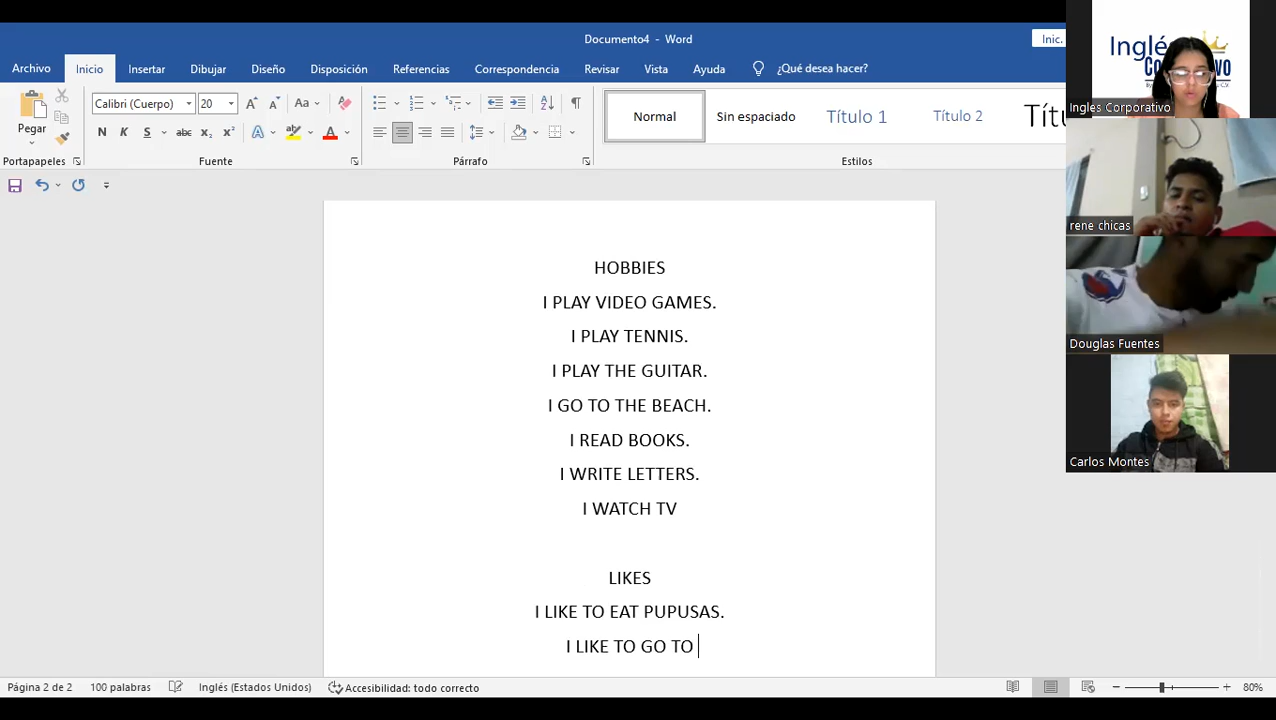 Documento4 - Word
Inic.
Archivo Inicio Insertar Dibujar Diseño Disposición Referencias Correspondencia Revisar Vista Ayuda ¿Qué desea hacer?
Pegar
Calibri (Cuerpo) 20
Normal
Sin espaciado
Título 1
Título 2
Portapapeles
Fuente
Párrafo
Estilos
HOBBIES
I PLAY VIDEO GAMES.
I PLAY TENNIS.
I PLAY THE GUITAR.
I GO TO THE BEACH.
I READ BOOKS.
I WRITE LETTERS.
I WATCH TV
LIKES
I LIKE TO EAT PUPUSAS.
I LIKE TO GO TO
Página 2 de 2 100 palabras Inglés (Estados Unidos) Accesibilidad: todo correcto 80%
Ingles Corporativo
rene chicas
Douglas Fuentes
Carlos Montes